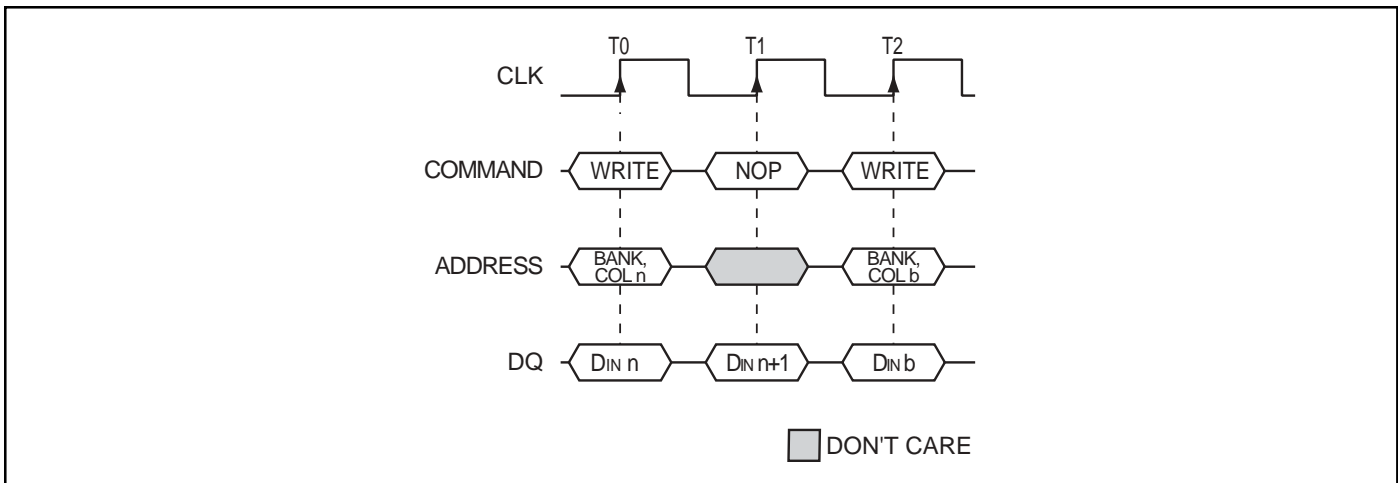 T0 T1 T2
CLK
COMMAND WRITE NOP WRITE
ADDRESS BANK, COL n BANK, COL b
DQ DIN n DIN n+1 DIN b
DON'T CARE